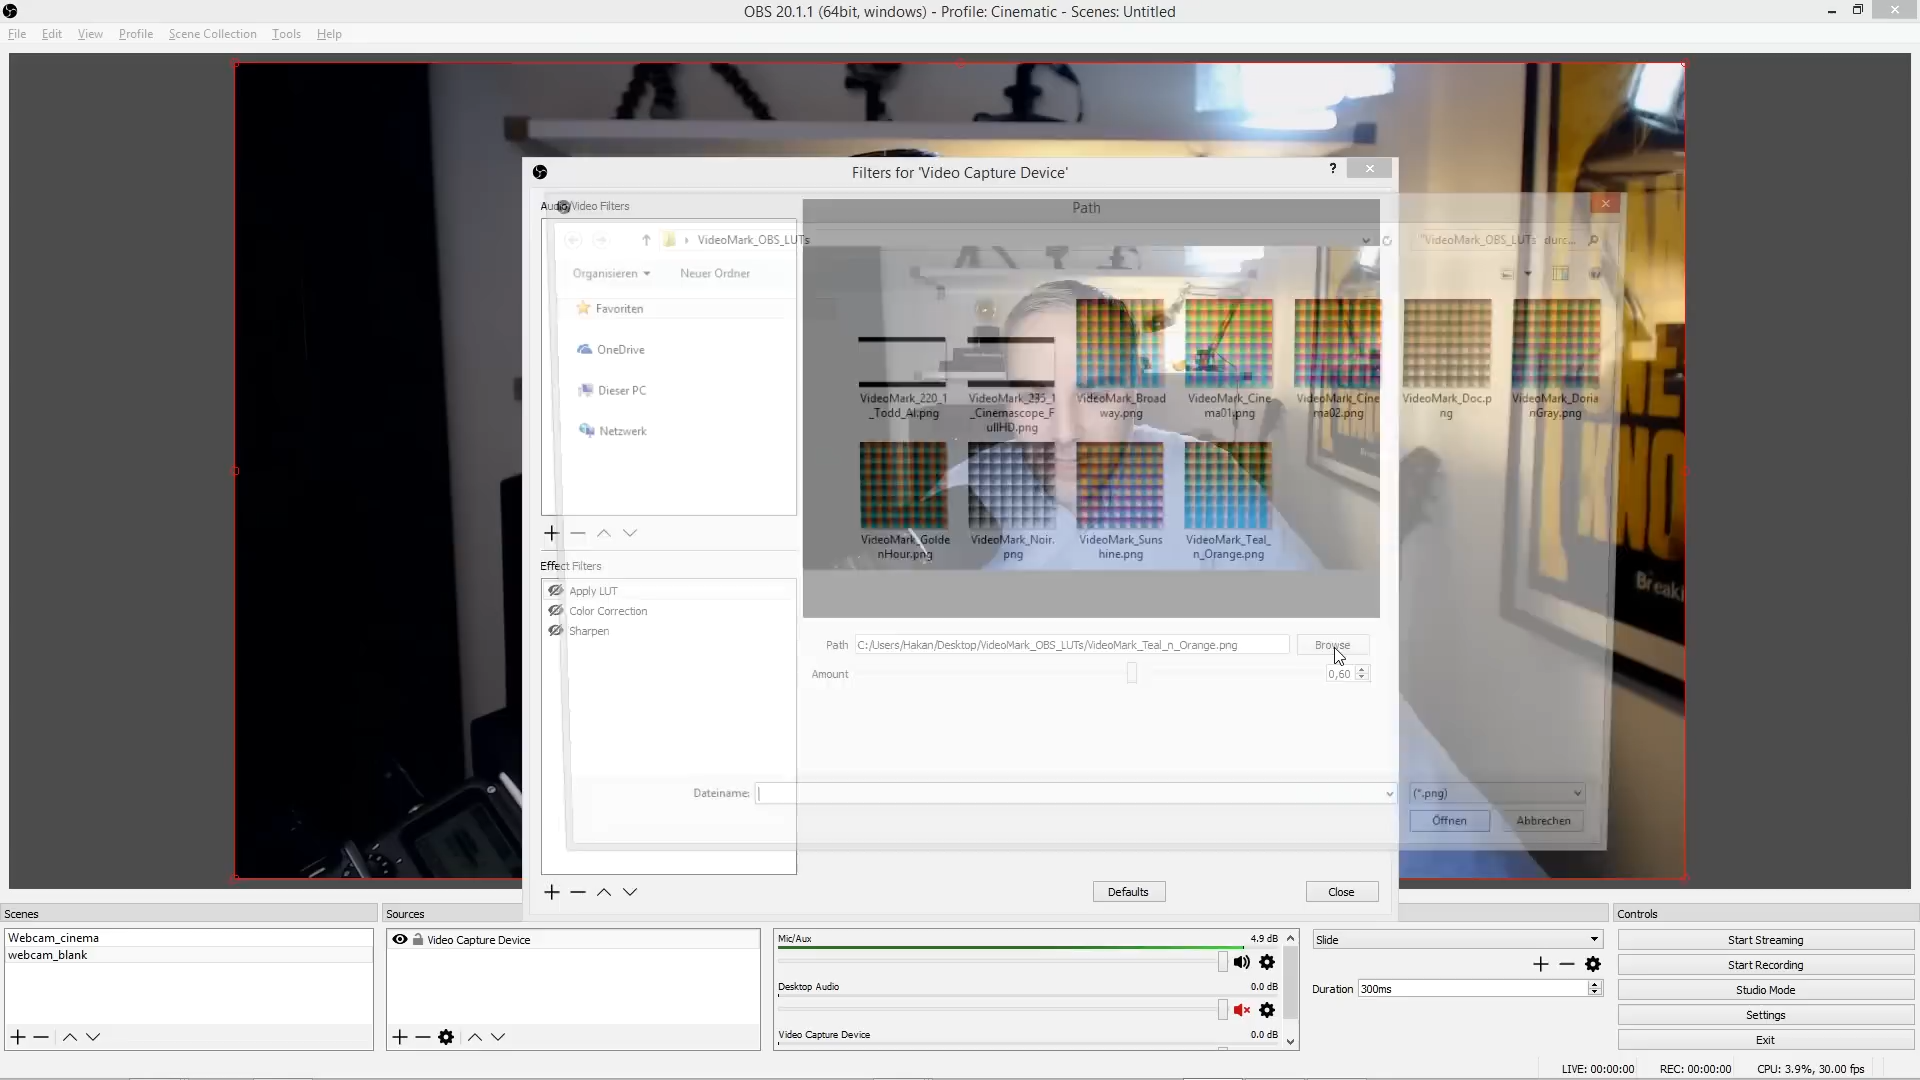 OBS 20.1.1 (64bit, windows) - Profile: Cinematic - Scenes: Untitled
File Edit View Profile Scene Collection Tools Help
Filters for 'Video Capture Device'
Audio/Video Filters
Path
VideoMark_OBS_LUTs
"VideoMark_OBS_LUTs" durc...
Organisieren Neuer Ordner
Favoriten
OneDrive
Dieser PC
Netzwerk
VideoMark_220_1
_Todd_AI.png
VideoMark_235_1
_Cinemascope_F
ullHD.png
VideoMark_Broad
way.png
VideoMark_Cine
ma01.png
VideoMark_Cine
ma02.png
VideoMark_Doc.p
ng
VideoMark_Doria
nGray.png
VideoMark_Golde
nHour.png
VideoMark_Noir.
png
VideoMark_Suns
hine.png
VideoMark_Teal_
n_Orange.png
Effect Filters
Apply LUT
Color Correction
Sharpen
Path C:/Users/Hakan/Desktop/VideoMark_OBS_LUTs/VideoMark_Teal_n_Orange.png Browse
Amount 0,60
Dateiname: (*.png)
Öffnen Abbrechen
Defaults Close
Scenes
Webcam_cinema
webcam_blank
Sources
Video Capture Device
Mic/Aux 4.9 dB
Desktop Audio 0.0 dB
Video Capture Device 0.0 dB
Slide
Duration 300ms
Controls
Start Streaming
Start Recording
Studio Mode
Settings
Exit
LIVE: 00:00:00 REC: 00:00:00 CPU: 3.9%, 30.00 fps